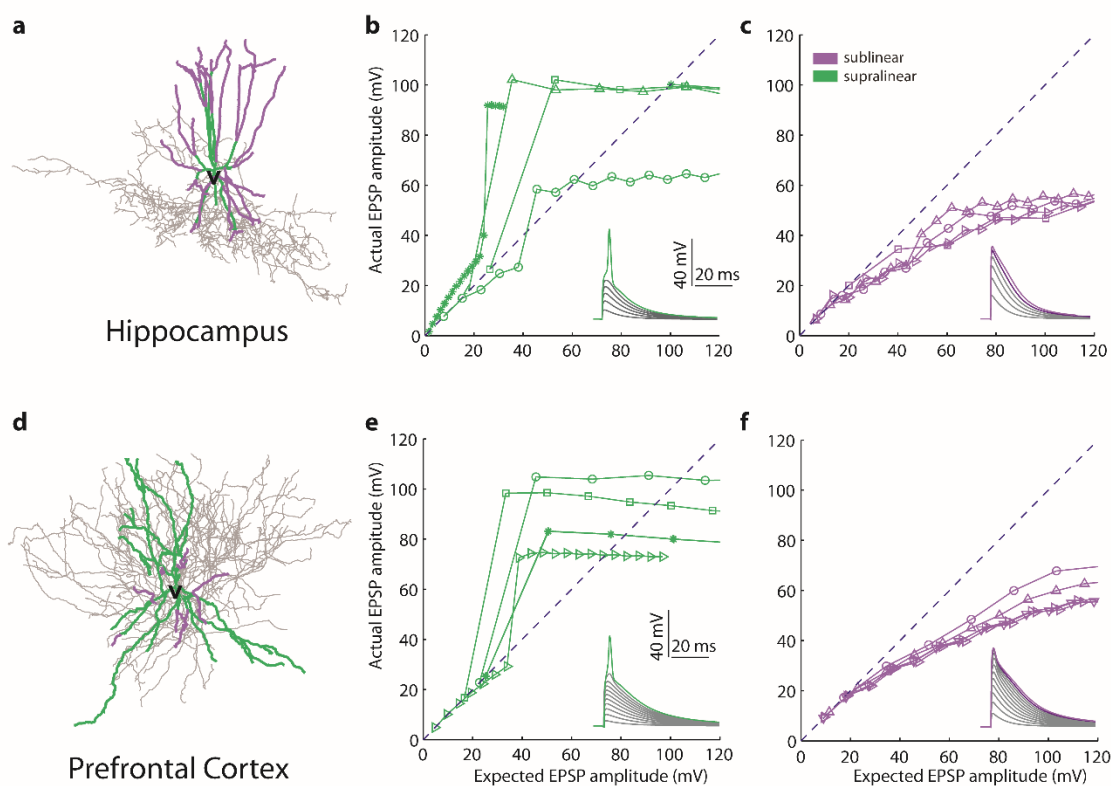 a
b
c
120
100
80
60
40
20
0
Actual EPSP ampitude (mV)
0 20 40 60 80 100 120
40 mV
20 ms
sublinear
supralinear
120
100
80
60
40
20
0
0 20 40 60 80 100 120
V
Hippocampus
d
e
f
120
100
80
60
40
20
0
Actual EPSP ampitude (mV)
0 20 40 60 80 100 120
Expected EPSP amplitude (mV)
40 mV
20 ms
120
100
80
60
40
20
0
0 20 40 60 80 100 120
Expected EPSP amplitude (mV)
V
Prefrontal Cortex